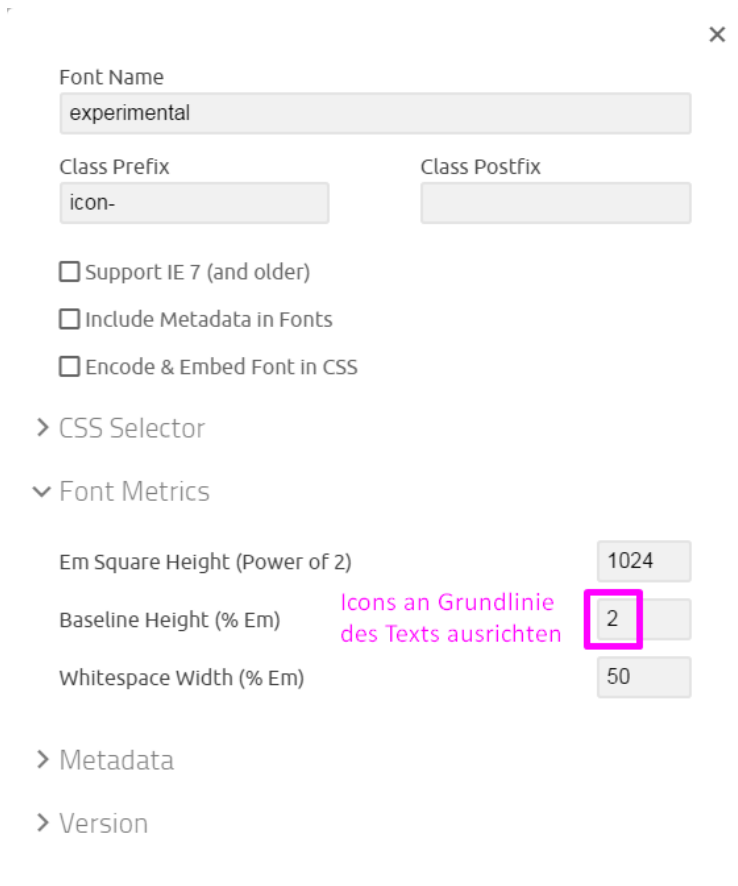 Font Name
experimental
Class Prefix Class Postfix
icon-
Support IE 7 (and older)
Include Metadata in Fonts
Encode & Embed Font in CSS
CSS Selector
Font Metrics
Em Square Height (Power of 2) 1024
Baseline Height (% Em) 2
Icons an Grundlinie
des Texts ausrichten
Whitespace Width (% Em) 50
Metadata
Version